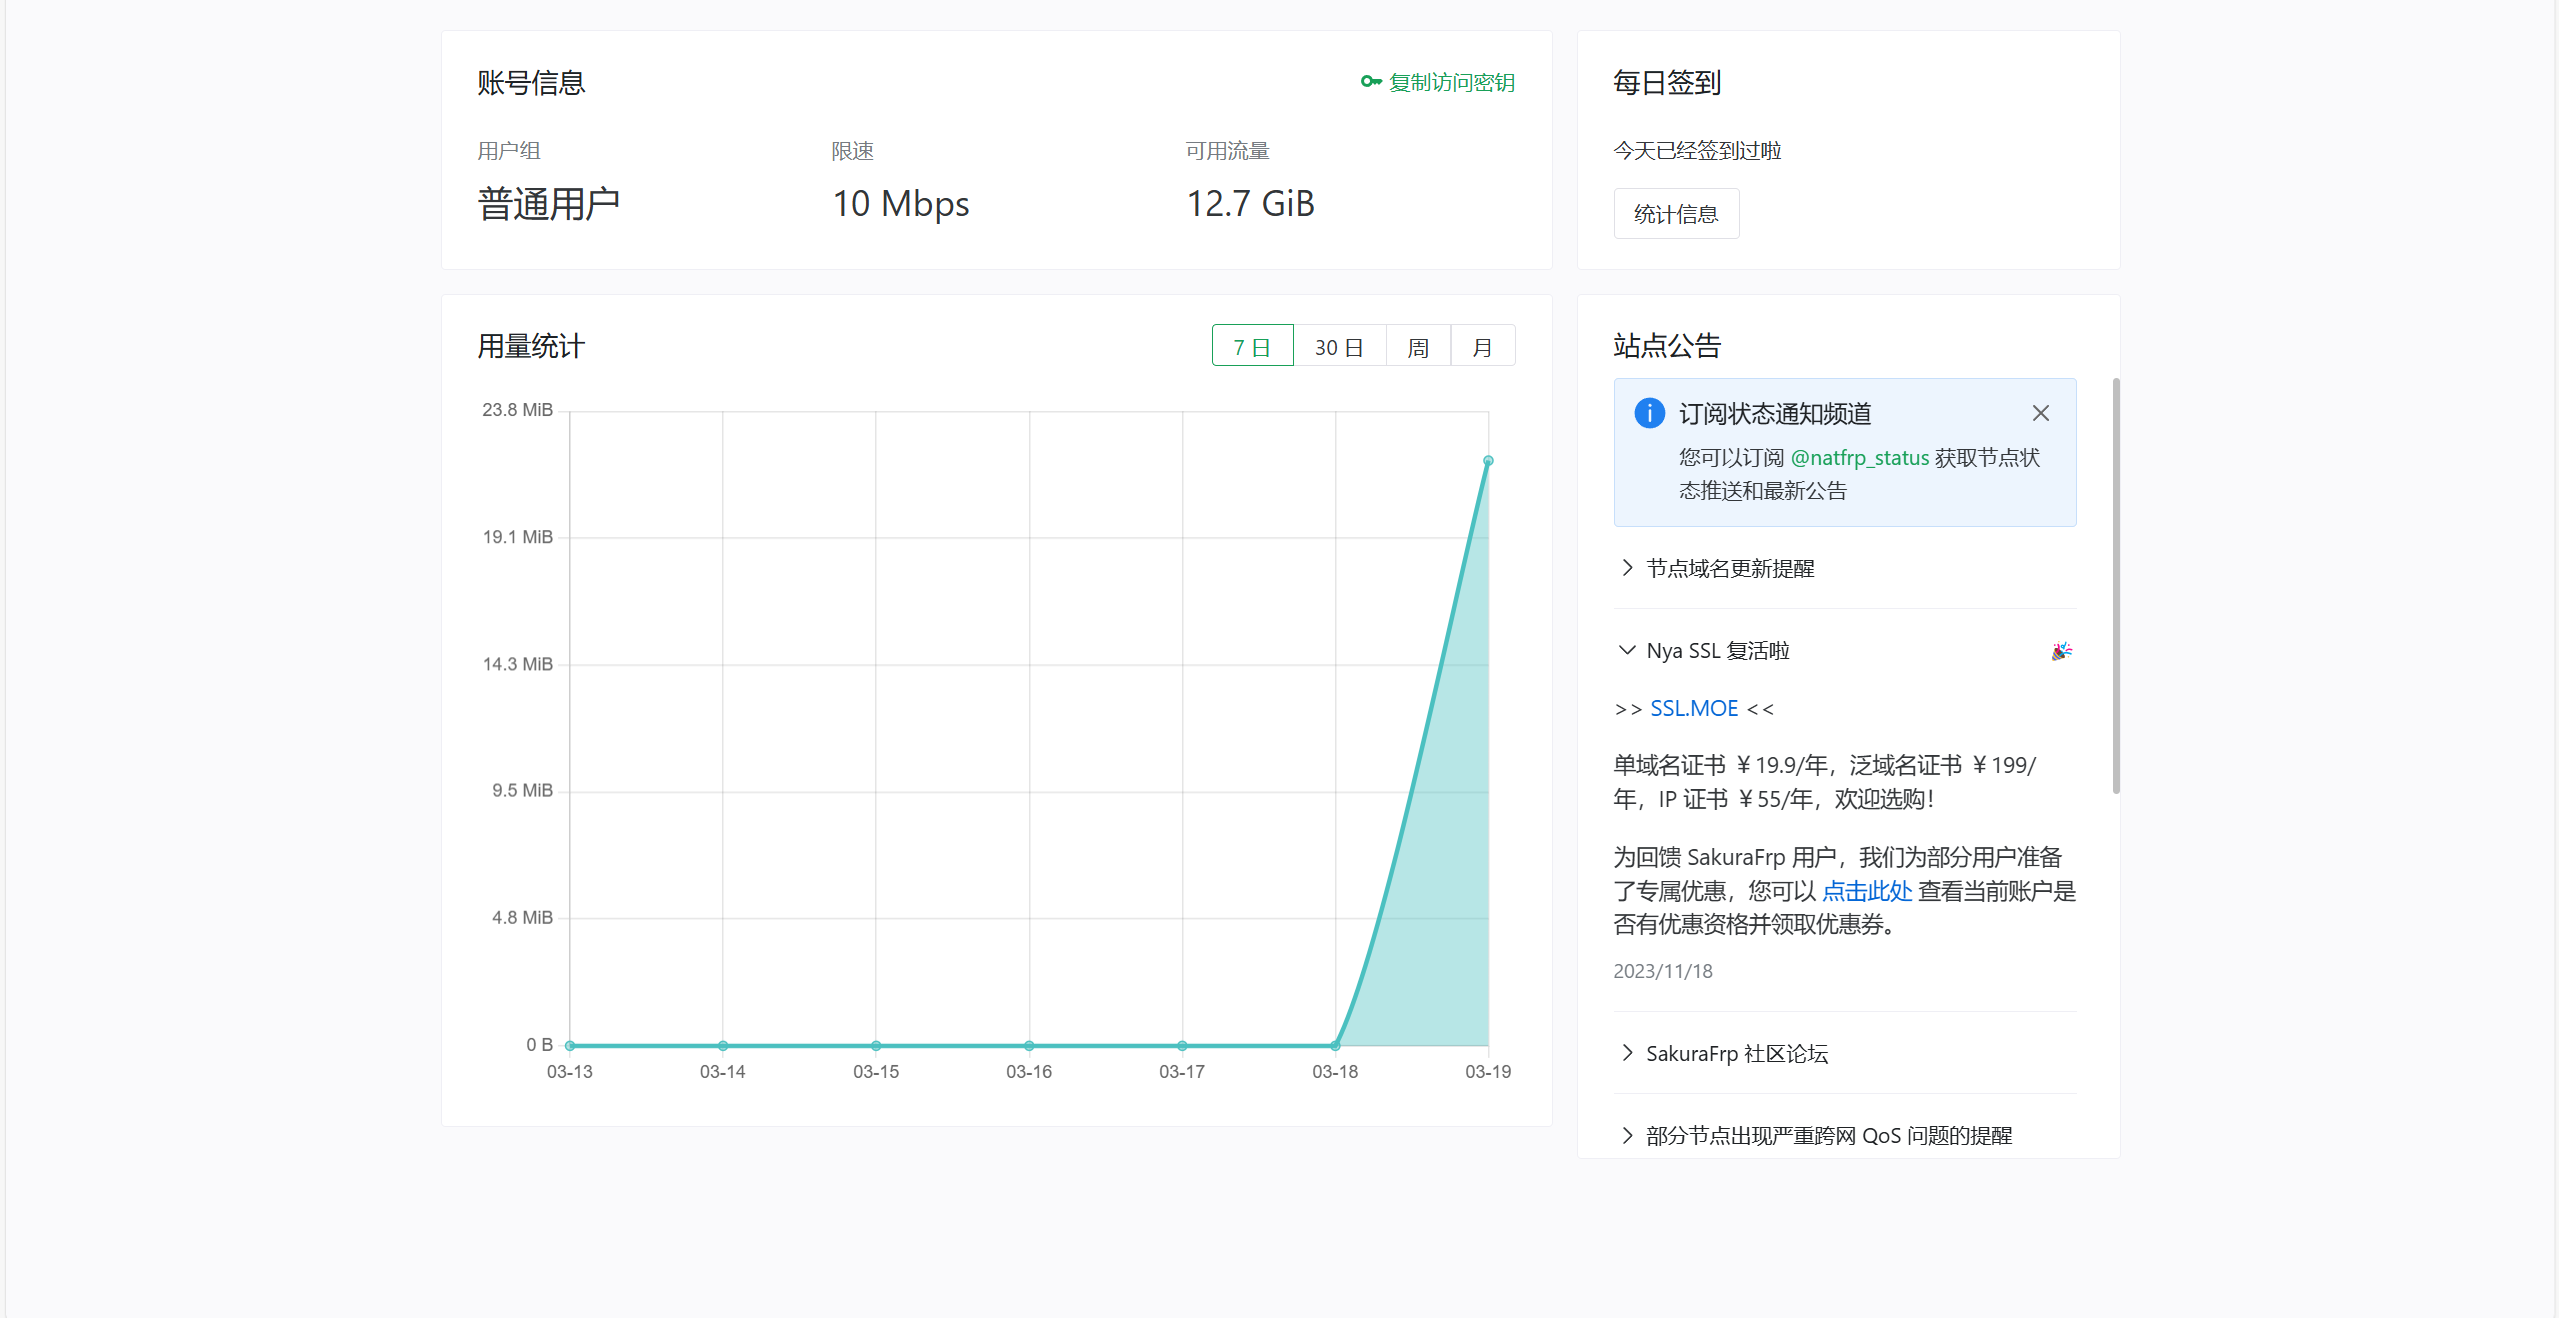 账号信息
复制访问密钥
用户组
限速
可用流量
普通用户
10 Mbps
12.7 GiB
每日签到
今天已经签到过啦
统计信息
用量统计
7 日
30 日
周
月
23.8 MiB
19.1 MiB
14.3 MiB
9.5 MiB
4.8 MiB
0 B
03-13
03-14
03-15
03-16
03-17
03-18
03-19
站点公告
订阅状态通知频道
您可以订阅 @natfrp_status 获取节点状
态推送和最新公告
节点域名更新提醒
Nya SSL 复活啦
>> SSL.MOE <<
单域名证书 ￥19.9/年，泛域名证书 ￥199/
年，IP 证书 ￥55/年，欢迎选购！
为回馈 SakuraFrp 用户，我们为部分用户准备
了专属优惠，您可以 点击此处 查看当前账户是
否有优惠资格并领取优惠券。
2023/11/18
SakuraFrp 社区论坛
部分节点出现严重跨网 QoS 问题的提醒